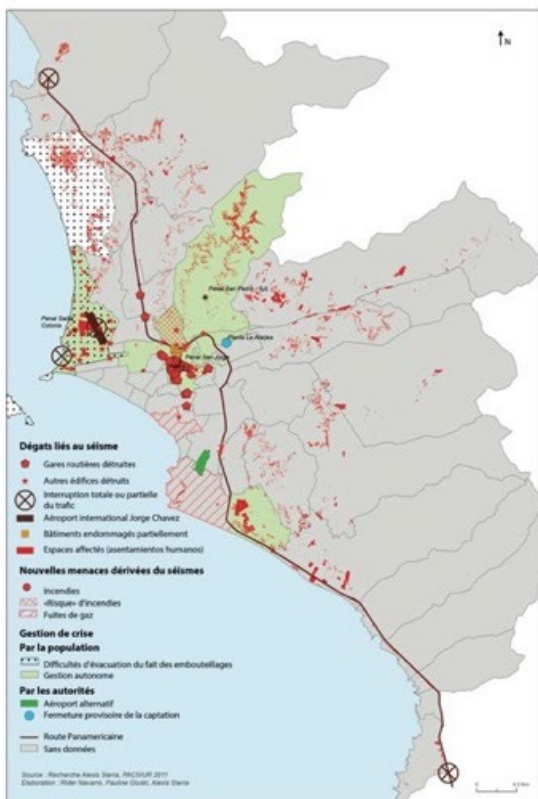 N
Penal San Pedro - SJL
Penal Sarita
Colonia
Planta La Atarjea
Penal San Jorge
Dégats liés au séisme
Gares routières détruites
Autres édifices détruits
Interruption totale ou partielle
du trafic
Aéroport international Jorge Chavez
Bâtiments endommagés partiellement
Espaces affectés (asentamientos humanos)
Nouvelles menaces dérivées du séismes
Incendies
«Risque» d'incendies
Fuites de gaz
Gestion de crise
Par la population
Difficultés d'évacuation du fait des embouteillages
Gestion autonome
Par les autorités
Aéroport alternatif
Fermeture provisoire de la captation
Route Panamericaine
Sans données
Source : Recherche Alexis Sierra, PACIVUR 2011
Elaboration : Rider Navarro, Pauline Gluski, Alexis Sierra